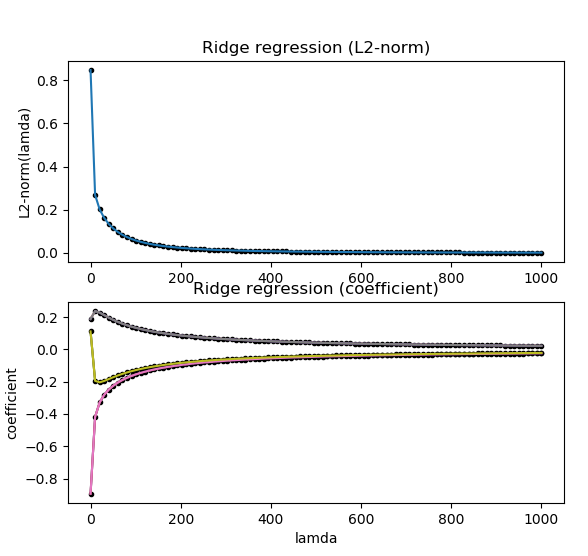 Ridge regression (L2-norm)
L2-norm(lamda)
0.8
0.6
0.4
0.2
0.0
0 200 400 600 800 1000
Ridge regression (coefficient)
coefficient
0.2
0.0
−0.2
−0.4
−0.6
−0.8
0 200 400 600 800 1000
lamda